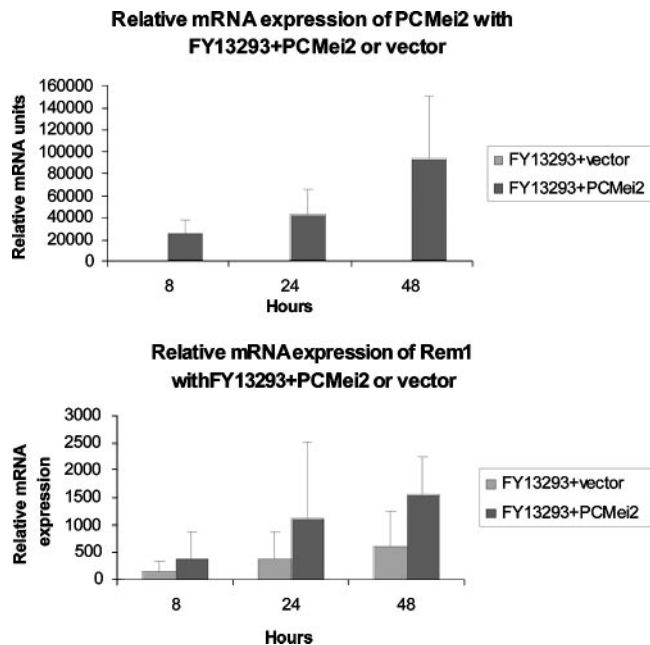 Relative mRNA expression of PCMei2 with
FY13293+PCMei2 or vector
Relative mRNA units
160000
140000
120000
100000
80000
60000
40000
20000
0
8
24
48
Hours
FY13293+vector
FY13293+PCMei2
Relative mRNA expression of Rem1
withFY13293+PCMei2 or vector
Relative mRNA
expression
3000
2500
2000
1500
1000
500
0
8
24
48
Hours
FY13293+vector
FY13293+PCMei2